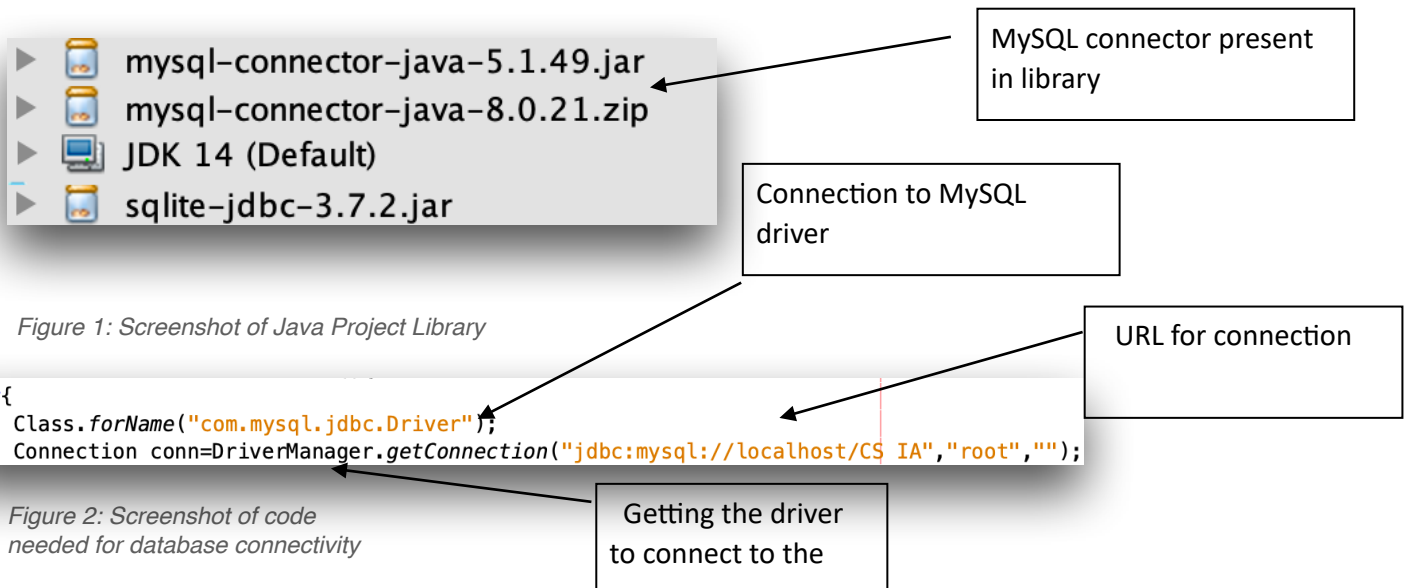 MySQL connector present
in library
mysql-connector-java-5.1.49.jar
mysql-connector-java-8.0.21.zip
JDK 14 (Default)
sqlite-jdbc-3.7.2.jar
Connection to MySQL
driver
Figure 1: Screenshot of Java Project Library
URL for connection
{
Class.forName("com.mysql.jdbc.Driver");
Connection conn=DriverManager.getConnection("jdbc:mysql://localhost/CS IA","root","");
Figure 2: Screenshot of code
needed for database connectivity
Getting the driver
to connect to the